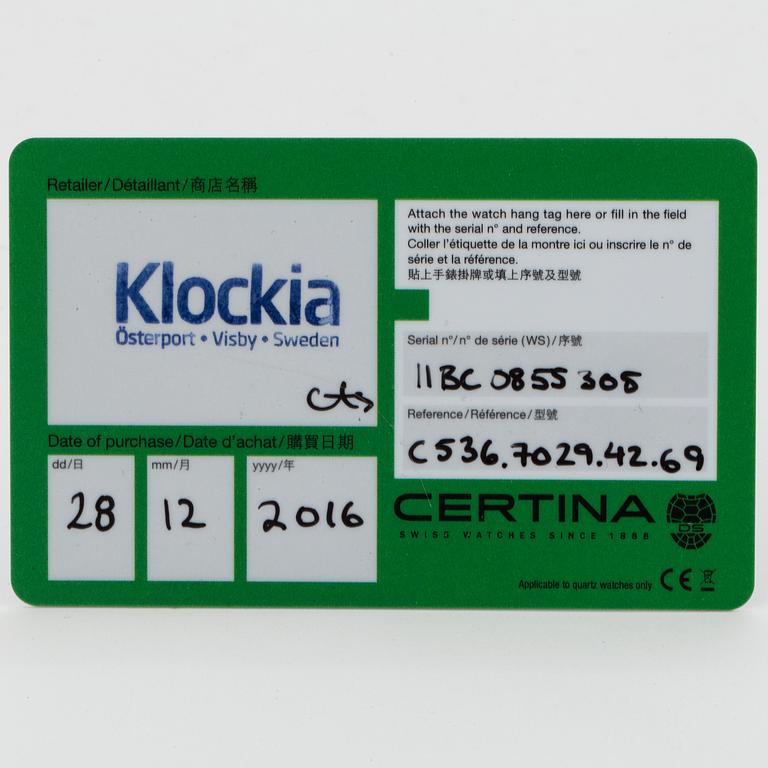 Retailer/Détaillant/商店名稱
Klockia
Österport • Visby • Sweden
Date of purchase/Date d'achat/購買日期
dd/日
28
mm/月
12
yyyy/年
2016
Attach the watch hang tag here or fill in the field
with the serial n° and reference.
Coller l'étiquette de la montre ici ou inscrire le n° de
série et la référence.
貼上手錶掛牌或填上序號及型號
Serial n°/n° de série (WS)/序號
11BC 0855 305
Reference/Référence/型號
C536.7029.42.69
CERTINA
SWISS WATCHES SINCE 1888
DS
Applicable to quartz watches only
CE